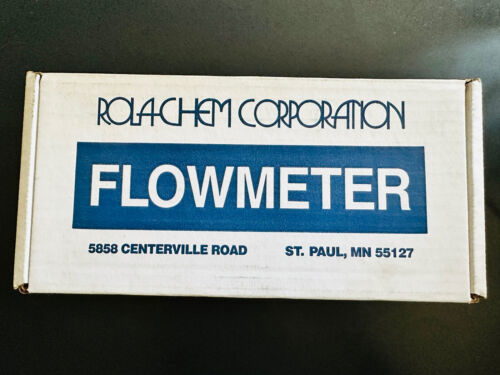 ROLA-CHEM CORPORATION
FLOWMETER
5858 CENTERVILLE ROAD ST. PAUL, MN 55127